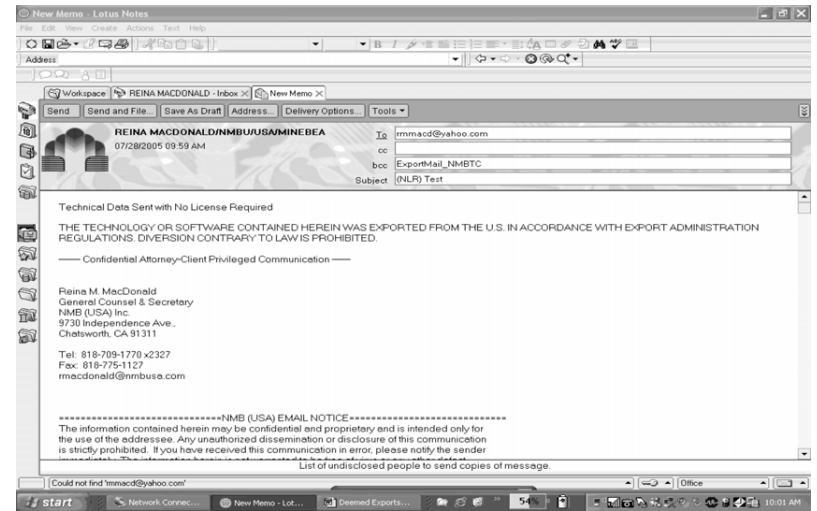 New Memo - Lotus Notes
File Edit View Create Actions Text Help
Address
Workspace REINA MACDONALD - Inbox New Memo
Send Send and File... Save As Draft Address... Delivery Options... Tools
REINA MACDONALD/NMBU/USA/MINEBEA
07/28/2005 09:59 AM
To rmmacd@yahoo.com
cc
bcc ExportMail_NMBTC
Subject (NLR) Test
Technical Data Sent with No License Required
THE TECHNOLOGY OR SOFTWARE CONTAINED HEREIN WAS EXPORTED FROM THE U.S. IN ACCORDANCE WITH EXPORT ADMINISTRATION
REGULATIONS. DIVERSION CONTRARY TO LAW IS PROHIBITED.
—— Confidential Attorney-Client Privileged Communication ——
Reina M. MacDonald
General Counsel & Secretary
NMB (USA) Inc.
9730 Independence Ave.,
Chatsworth, CA 91311
Tel: 818-709-1770 x2327
Fax: 818-775-1127
rmacdonald@nmbusa.com
==============================NMB (USA) EMAIL NOTICE=============================
The information contained herein may be confidential and proprietary and is intended only for
the use of the addressee. Any unauthorized dissemination or disclosure of this communication
is strictly prohibited. If you have received this communication in error, please notify the sender
List of undisclosed people to send copies of message.
Could not find 'rmmacd@yahoo.com'
Office
start Network Connec... New Memo - Lot... Deemed Exports... 54% 10:01 AM